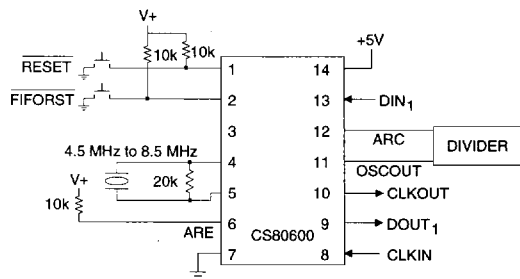 V+
10k 10k
RESET
FIFORST
4.5 MHz to 8.5 MHz
20k
V+
10k
ARE
1
2
3
4
5
6
7
CS80600
14
13
12
11
10
9
8
+5V
DIN1
ARC
DIVIDER
OSCOUT
CLKOUT
DOUT1
CLKIN